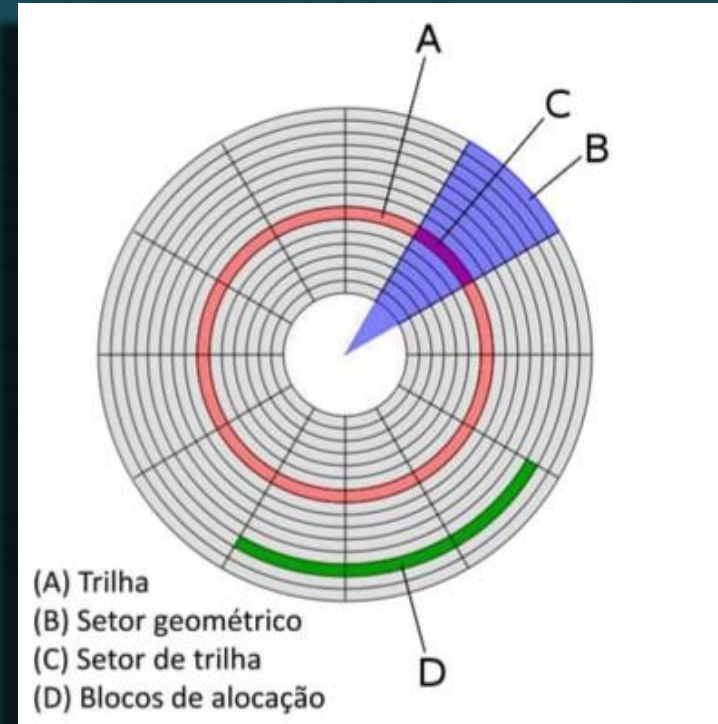 A
C
B
(A) Trilha
(B) Setor geométrico
(C) Setor de trilha
(D) Blocos de alocação
D